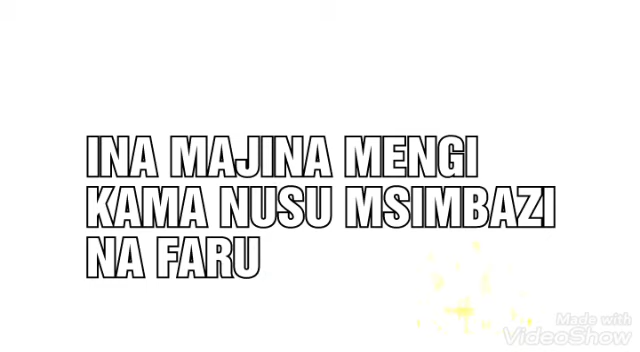 INA MAJINA MENGI
KAMA NUSU MSIMBAZI
NA FARU
Made with
VideoShow